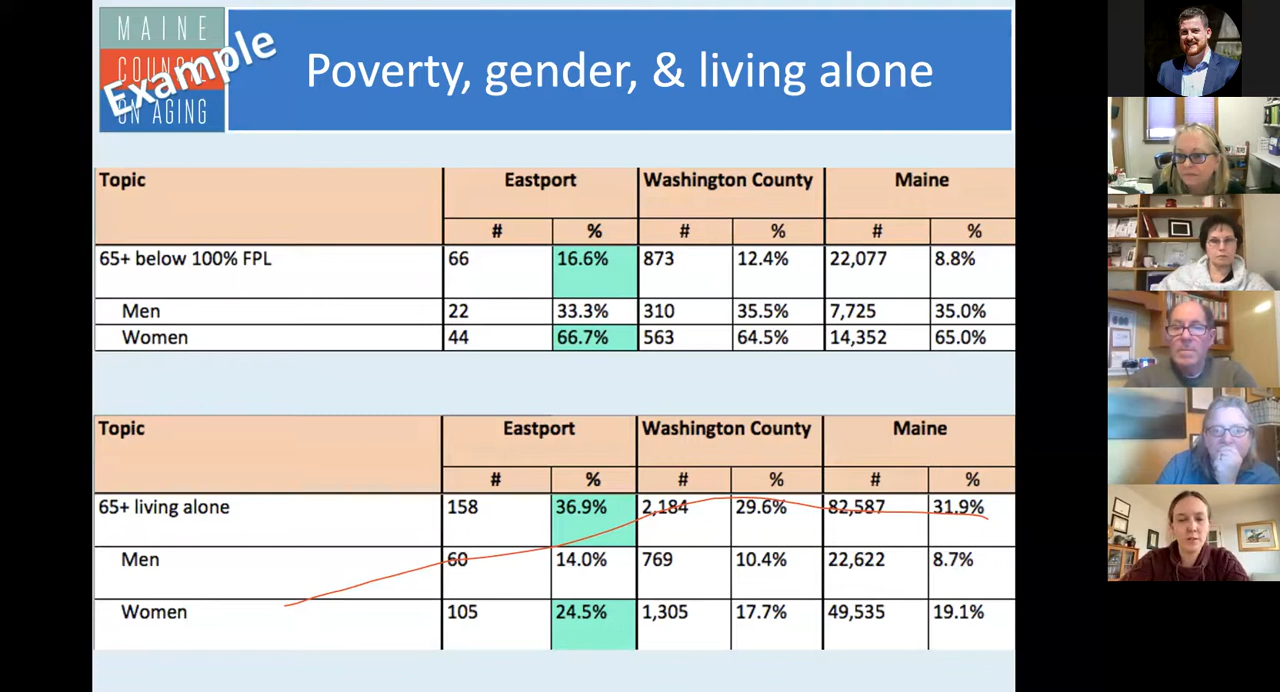 MAINE
COUNCIL
ON AGING
Example
Poverty, gender, & living alone
Topic Eastport Washington County Maine
# % # % # %
65+ below 100% FPL 66 16.6% 873 12.4% 22,077 8.8%
Men 22 33.3% 310 35.5% 7,725 35.0%
Women 44 66.7% 563 64.5% 14,352 65.0%
Topic Eastport Washington County Maine
# % # % # %
65+ living alone 158 36.9% 2,184 29.6% 82,587 31.9%
Men 60 14.0% 769 10.4% 22,622 8.7%
Women 105 24.5% 1,305 17.7% 49,535 19.1%